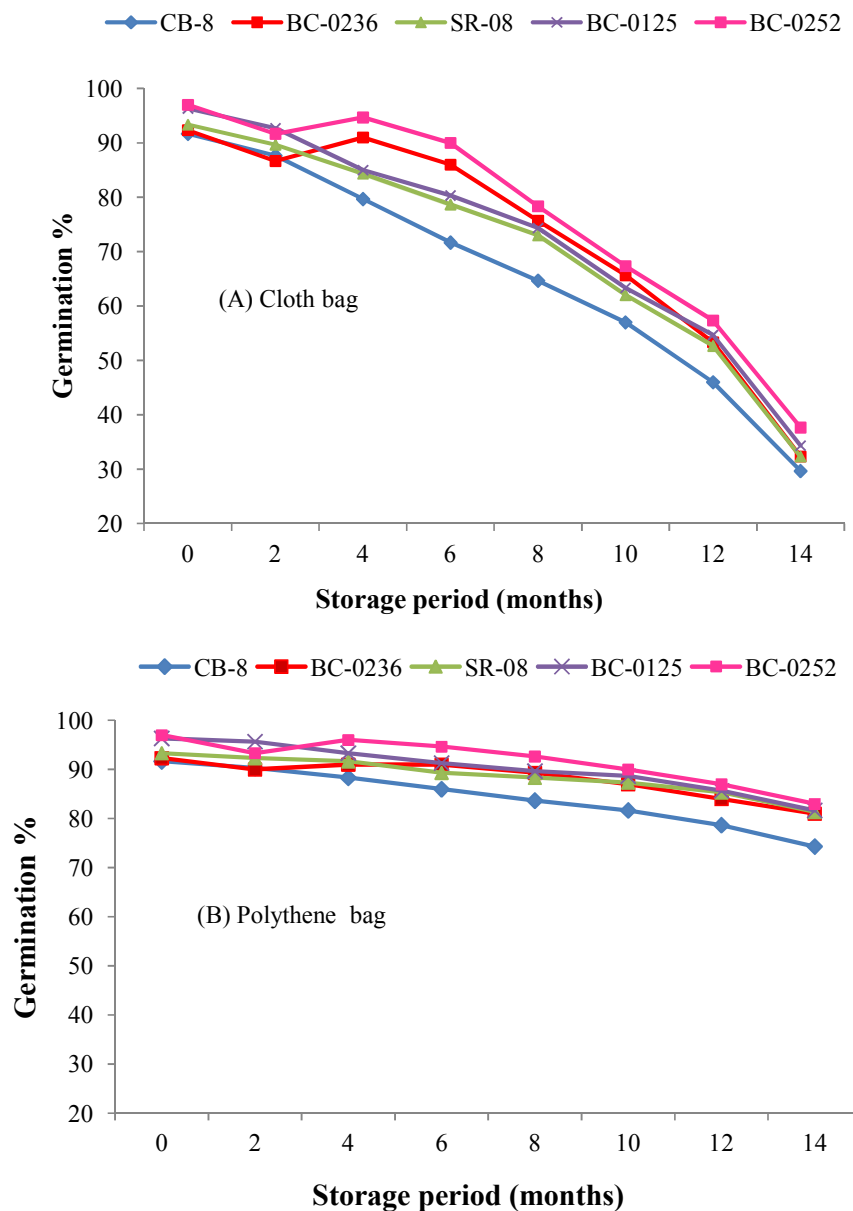 CB-8 BC-0236 SR-08 BC-0125 BC-0252
100
90
80
70
60
50
40
30
20
Germination %
(A) Cloth bag
0 2 4 6 8 10 12 14
Storage period (months)
CB-8 BC-0236 SR-08 BC-0125 BC-0252
100
90
80
70
60
50
40
30
20
Germination %
(B) Polythene bag
0 2 4 6 8 10 12 14
Storage period (months)